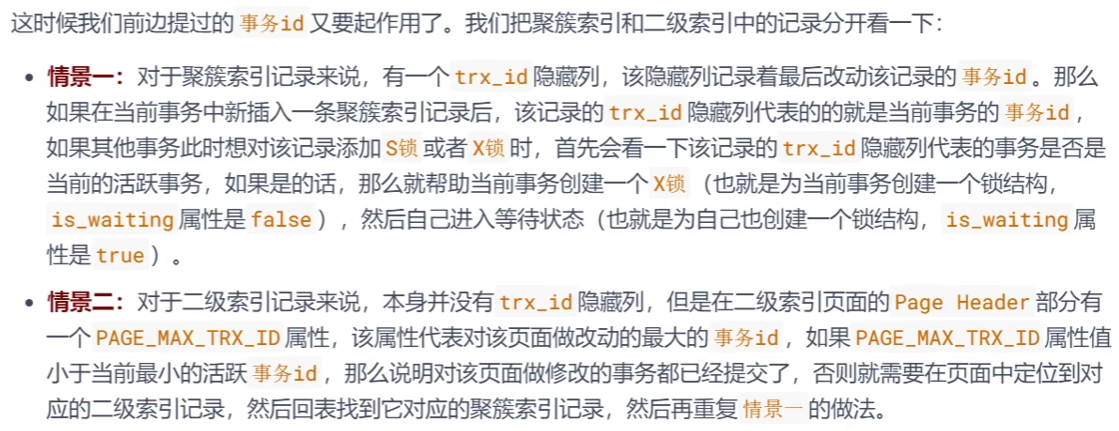 这时候我们前边提过的 事务id 又要起作用了。我们把聚簇索引和二级索引中的记录分开看一下：
• 情景一：对于聚簇索引记录来说，有一个 trx_id 隐藏列，该隐藏列记录着最后改动该记录的 事务id 。那么
如果在当前事务中新插入一条聚簇索引记录后，该记录的 trx_id 隐藏列代表的的就是当前事务的 事务id ，
如果其他事务此时想对该记录添加 S锁 或者 X锁 时，首先会看一下该记录的 trx_id 隐藏列代表的事务是否是
当前的活跃事务，如果是的话，那么就帮助当前事务创建一个 X锁 （也就是为当前事务创建一个锁结构，
is_waiting 属性是 false ），然后自己进入等待状态（也就是为自己也创建一个锁结构， is_waiting 属
性是 true ）。
• 情景二：对于二级索引记录来说，本身并没有 trx_id 隐藏列，但是在二级索引页面的 Page Header 部分有
一个 PAGE_MAX_TRX_ID 属性，该属性代表对该页面做改动的最大的 事务id ，如果 PAGE_MAX_TRX_ID 属性值
小于当前最小的活跃 事务id ，那么说明对该页面做修改的事务都已经提交了，否则就需要在页面中定位到对
应的二级索引记录，然后回表找到它对应的聚簇索引记录，然后再重复 情景一 的做法。